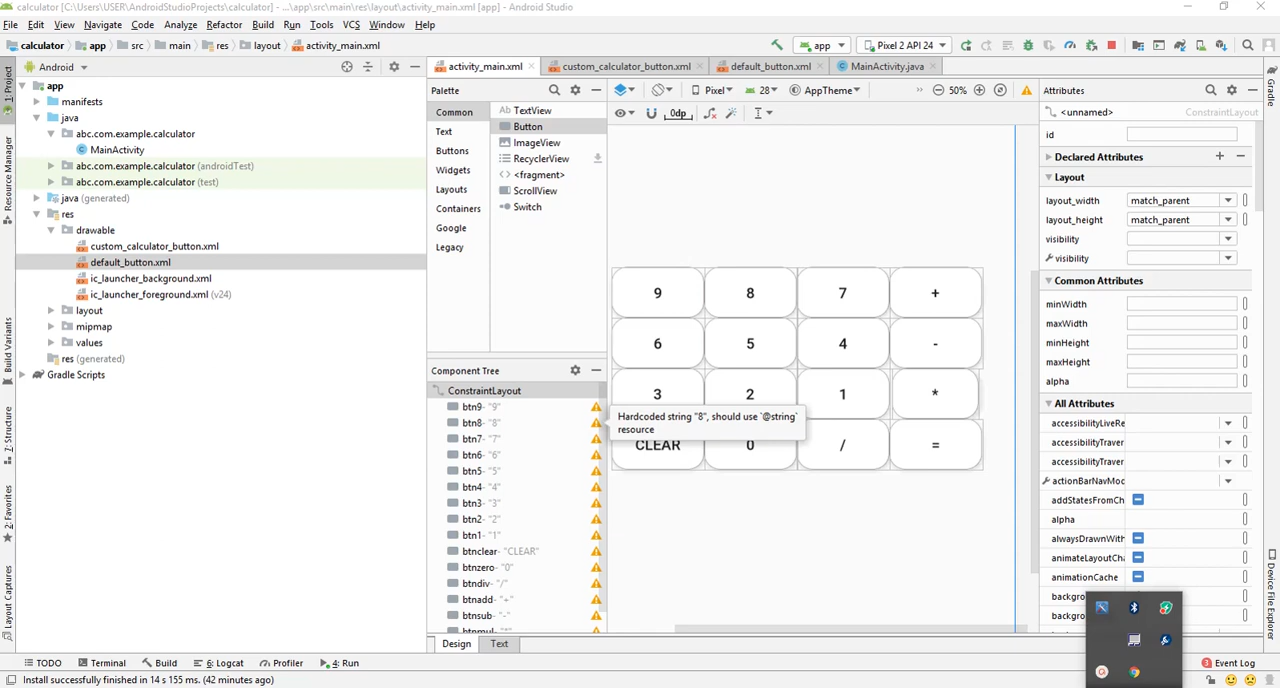 calculator [C:\Users\USER\AndroidStudioProjects\calculator] - ...\app\src\main\res\layout\activity_main.xml [app] - Android Studio
File Edit View Navigate Code Analyze Refactor Build Run Tools VCS Window Help
calculator app src main res layout activity_main.xml
app Pixel 2 API 24
Android
activity_main.xml custom_calculator_button.xml default_button.xml MainActivity.java
1: Project
Resource Manager
Build Variants
7: Structure
2: Favorites
Layout Captures
app
manifests
java
abc.com.example.calculator
MainActivity
abc.com.example.calculator (androidTest)
abc.com.example.calculator (test)
java (generated)
res
drawable
custom_calculator_button.xml
default_button.xml
ic_launcher_background.xml
ic_launcher_foreground.xml (v24)
layout
mipmap
values
res (generated)
Gradle Scripts
Palette
Common
Text
Buttons
Widgets
Layouts
Containers
Google
Legacy
Ab TextView
Button
ImageView
RecyclerView
<> <fragment>
ScrollView
Switch
Component Tree
ConstraintLayout
btn9- "9"
btn8- "8"
btn7- "7"
btn6- "6"
btn5- "5"
btn4- "4"
btn3- "3"
btn2- "2"
btn1- "1"
btnclear- "CLEAR"
btnzero- "0"
btndiv- "/"
btnadd- "+"
btnsub- "-"
btnmul- "*"
Design Text
Pixel 28 AppTheme » 50%
0dp
9 8 7 +
6 5 4 -
3 2 1 *
CLEAR 0 / =
Hardcoded string "8", should use `@string`
resource
Attributes
<unnamed> ConstraintLayout
id
Declared Attributes
Layout
layout_width match_parent
layout_height match_parent
visibility
visibility
Common Attributes
minWidth
maxWidth
minHeight
maxHeight
alpha
All Attributes
accessibilityLiveRe
accessibilityTraver
accessibilityTraver
actionBarNavMod
addStatesFromCh
alpha
alwaysDrawnWith
animateLayoutCha
animationCache
backgro
backgro
Gradle
Device File Explorer
TODO Terminal Build 6: Logcat Profiler 4: Run 3 Event Log
Install successfully finished in 14 s 155 ms. (42 minutes ago)